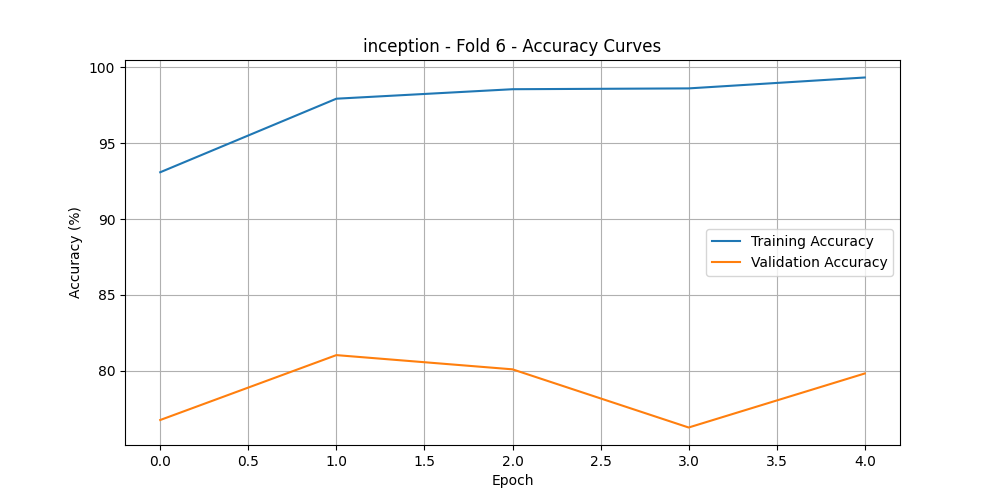 inception - Fold 6 - Accuracy Curves
100
95
90
85
80
Accuracy (%)
Training Accuracy
Validation Accuracy
0.0 0.5 1.0 1.5 2.0 2.5 3.0 3.5 4.0
Epoch